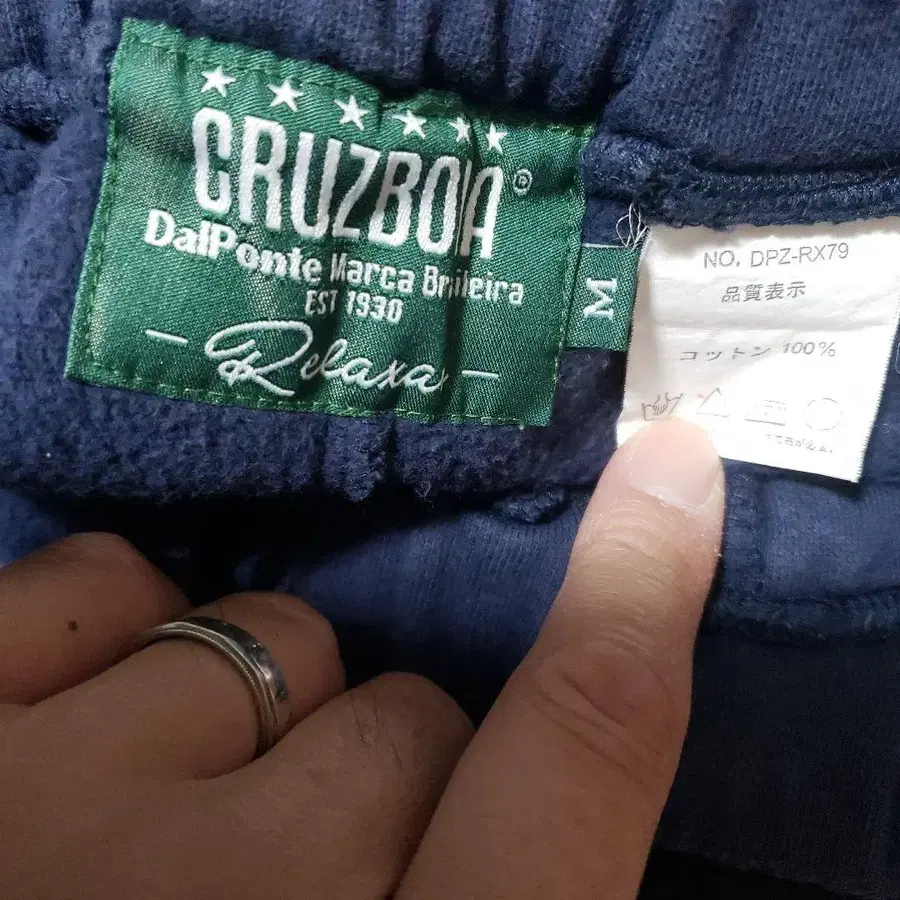 CRUZBOIA®
DalPonte Marca Brasileira
EST 1930
Relaxa
M
NO. DPZ-RX79
品質表示
コットン 100%